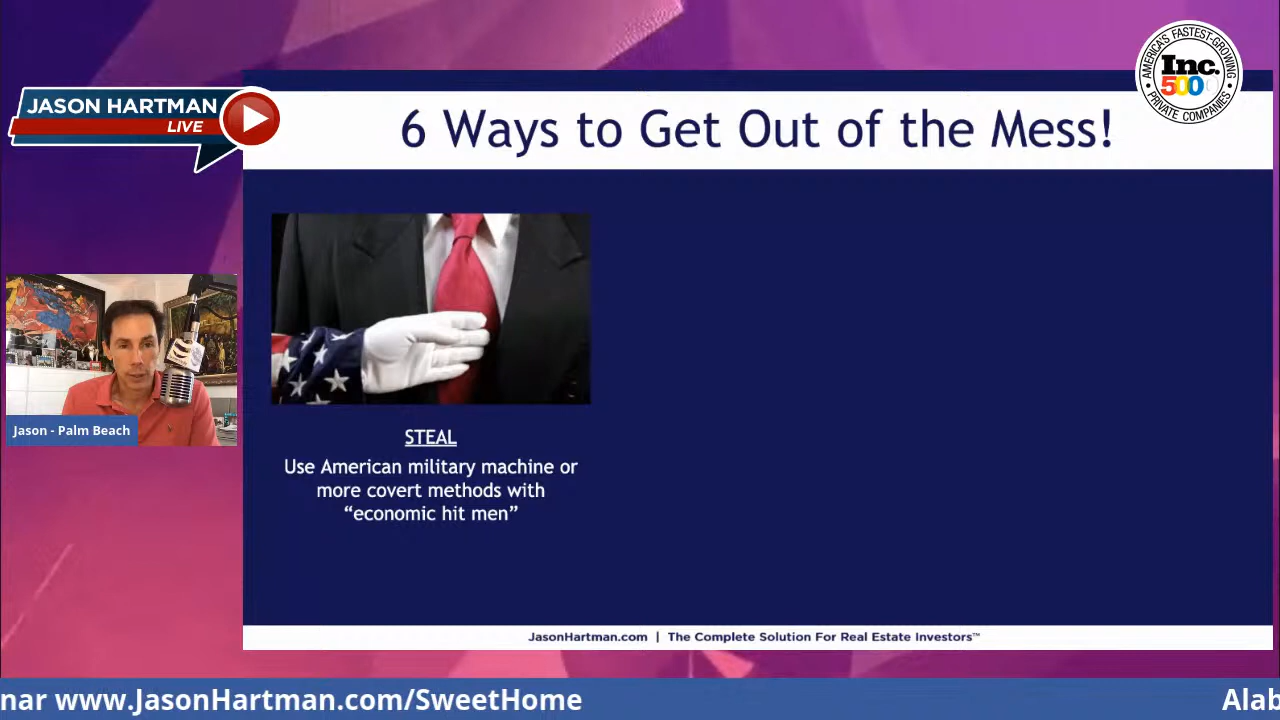 AMERICA'S FASTEST-GROWING
Inc.
500
PRIVATE COMPANIES
JASON HARTMAN
LIVE
6 Ways to Get Out of the Mess!
STEAL
Use American military machine or
more covert methods with
“economic hit men”
Jason - Palm Beach
JasonHartman.com | The Complete Solution For Real Estate Investors™
nar www.JasonHartman.com/SweetHome
Alab